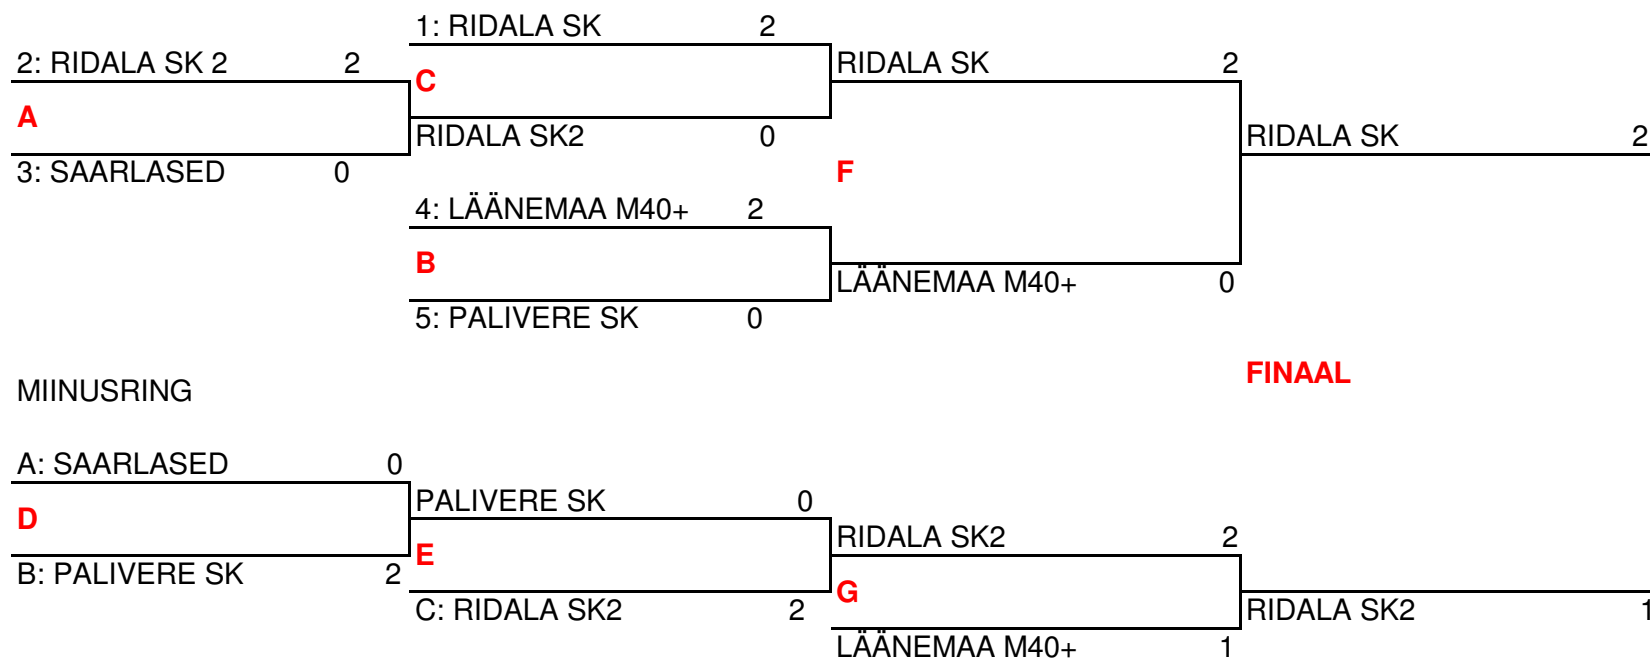 1: RIDALA SK 2
2: RIDALA SK 2 2
RIDALA SK 2
C
A
RIDALA SK2 0
RIDALA SK 2
3: SAARLASED 0
F
4: LÄÄNEMAA M40+ 2
B
LÄÄNEMAA M40+ 0
5: PALIVERE SK 0
FINAAL
MIINUSRING
A: SAARLASED 0
PALIVERE SK 0
D
RIDALA SK2 2
E
B: PALIVERE SK 2
G
C: RIDALA SK2 2
RIDALA SK2 1
LÄÄNEMAA M40+ 1